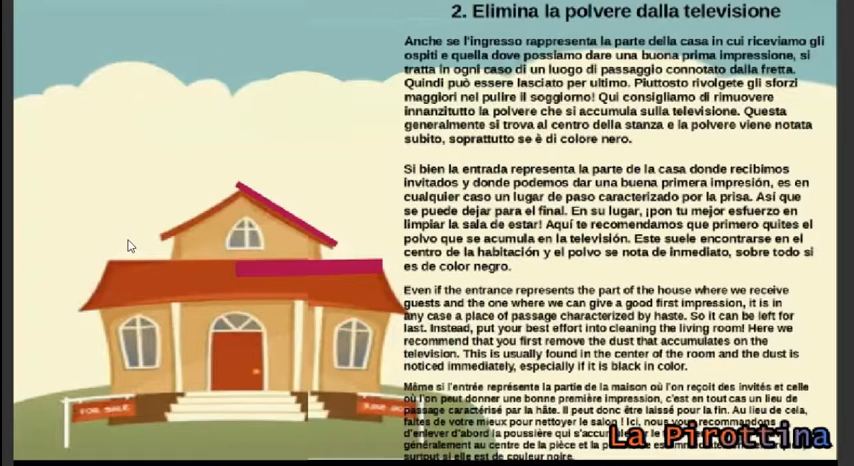 2. Elimina la polvere dalla televisione
Anche se l'ingresso rappresenta la parte della casa in cui riceviamo gli
ospiti e quella dove possiamo dare una buona prima impressione, si
tratta in ogni caso di un luogo di passaggio connotato dalla fretta.
Quindi può essere lasciato per ultimo. Piuttosto rivolgete gli sforzi
maggiori nel pulire il soggiorno! Qui consigliamo di rimuovere
innanzitutto la polvere che si accumula sulla televisione. Questa
generalmente si trova al centro della stanza e la polvere viene notata
subito, soprattutto se è di colore nero.
Si bien la entrada representa la parte de la casa donde recibimos
invitados y donde podemos dar una buena primera impresión, es en
cualquier caso un lugar de paso caracterizado por la prisa. Así que
se puede dejar para el final. En su lugar, ¡pon tu mejor esfuerzo en
limpiar la sala de estar! Aquí te recomendamos que primero quites el
polvo que se acumula en la televisión. Este suele encontrarse en el
centro de la habitación y el polvo se nota de inmediato, sobre todo si
es de color negro.
Even if the entrance represents the part of the house where we receive
guests and the one where we can give a good first impression, it is in
any case a place of passage characterized by haste. So it can be left for
last. Instead, put your best effort into cleaning the living room! Here we
recommend that you first remove the dust that accumulates on the
television. This is usually found in the center of the room and the dust is
noticed immediately, especially if it is black in color.
Même si l'entrée représente la partie de la maison où l'on reçoit des invités et celle
où l'on peut donner une bonne première impression, c'est en tout cas un lieu de
passage caractérisé par la hâte. Il peut donc être laissé pour la fin. Au lieu de cela,
faites de votre mieux pour nettoyer le salon ! Ici, nous vous recommandons
d'enlever d'abord la poussière qui
généralement au centre de la pièce et la
surtout si elle est de couleur noire.
FOR SALE
La Pirottina